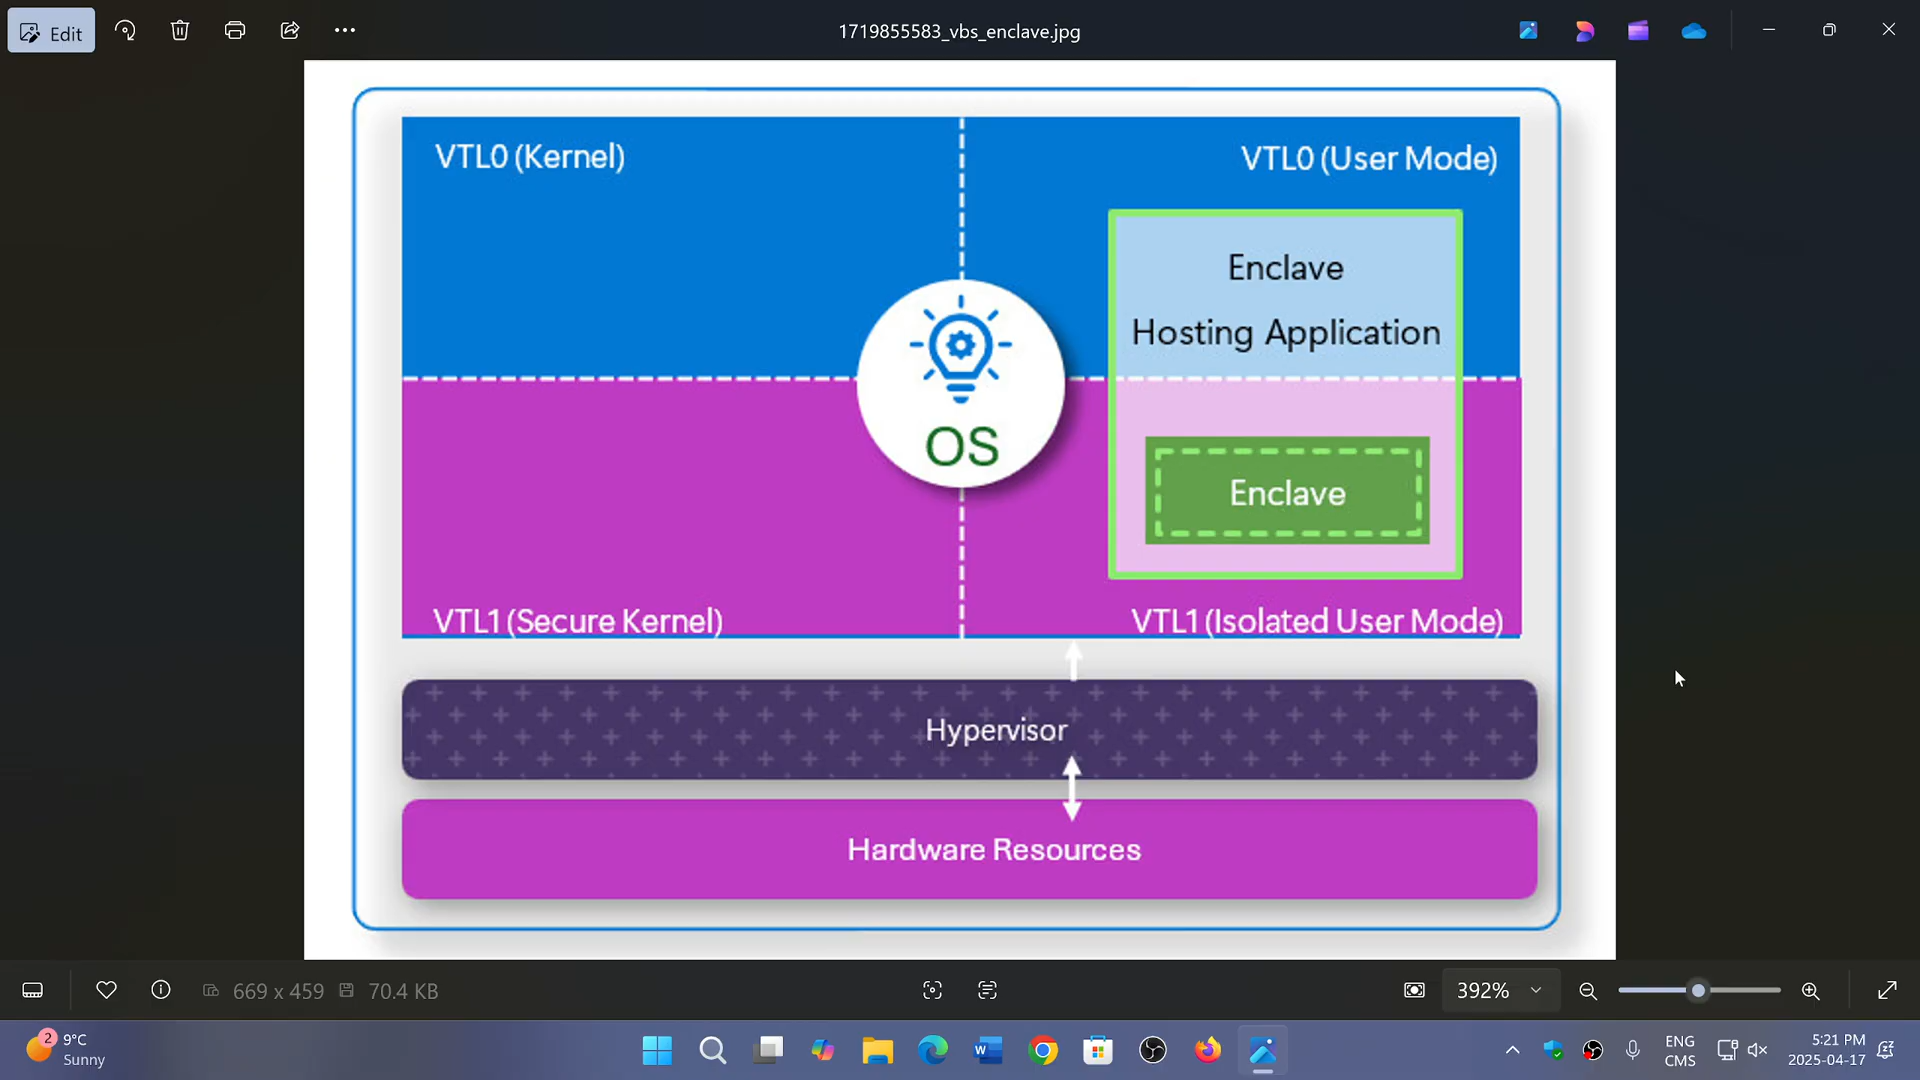 Edit
1719855583_vbs_enclave.jpg
VTL0 (Kernel)
VTL0 (User Mode)
Enclave
Hosting Application
OS
Enclave
VTL1 (Secure Kernel)
VTL1 (Isolated User Mode)
Hypervisor
Hardware Resources
669 x 459
70.4 KB
392%
2
9°C
Sunny
ENG
CMS
5:21 PM
2025-04-17